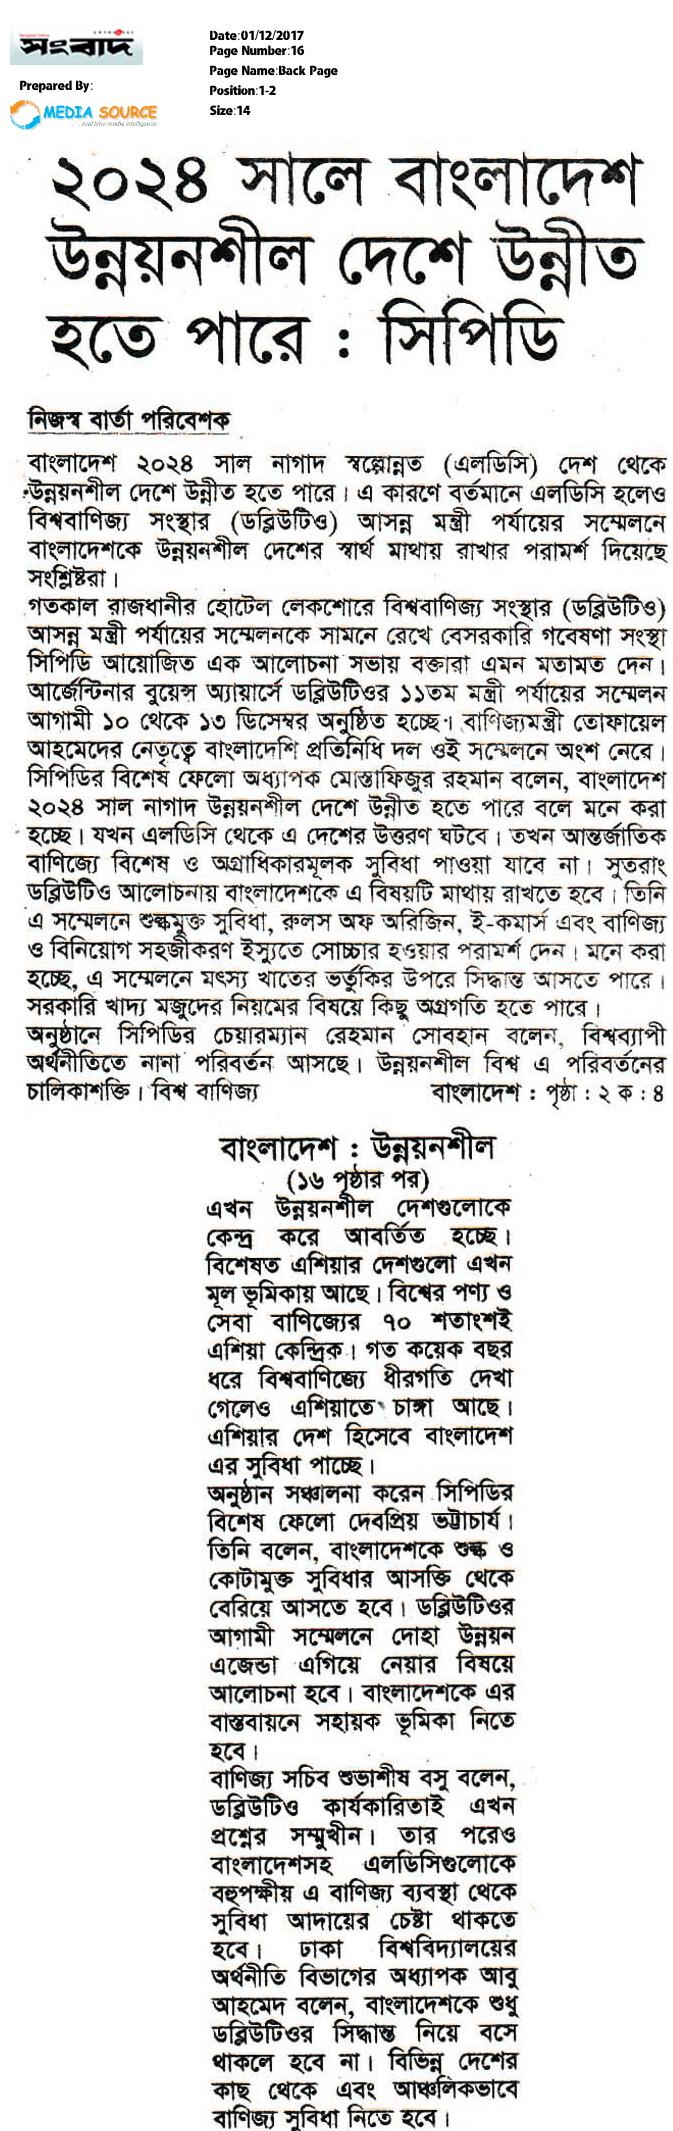 সংবাদ
Date:01/12/2017
Page Number:16
Page Name:Back Page
Position:1-2
Size:14
Prepared By:
MEDIA SOURCE
real time media intelligence
২০২৪ সালে বাংলাদেশ
উন্নয়নশীল দেশে উন্নীত
হতে পারে : সিপিডি
নিজস্ব বার্তা পরিবেশক
বাংলাদেশ ২০২৪ সাল নাগাদ স্বল্পোন্নত (এলডিসি) দেশ থেকে
উন্নয়নশীল দেশে উন্নীত হতে পারে। এ কারণে বর্তমানে এলডিসি হলেও
বিশ্ববাণিজ্য সংস্থার (ডব্লিউটিও) আসন্ন মন্ত্রী পর্যায়ের সম্মেলনে
বাংলাদেশকে উন্নয়নশীল দেশের স্বার্থ মাথায় রাখার পরামর্শ দিয়েছে
সংশ্লিষ্টরা।
গতকাল রাজধানীর হোটেল লেকশোরে বিশ্ববাণিজ্য সংস্থার (ডব্লিউটিও)
আসন্ন মন্ত্রী পর্যায়ের সম্মেলনকে সামনে রেখে বেসরকারি গবেষণা সংস্থা
সিপিডি আয়োজিত এক আলোচনা সভায় বক্তারা এমন মতামত দেন।
আর্জেন্টিনার বুয়েন্স অ্যায়ার্সে ডব্লিউটিওর ১১তম মন্ত্রী পর্যায়ের সম্মেলন
আগামী ১০ থেকে ১৩ ডিসেম্বর অনুষ্ঠিত হচ্ছে। বাণিজ্যমন্ত্রী তোফায়েল
আহমেদের নেতৃত্বে বাংলাদেশি প্রতিনিধি দল ওই সম্মেলনে অংশ নেবে।
সিপিডির বিশেষ ফেলো অধ্যাপক মোস্তাফিজুর রহমান বলেন, বাংলাদেশ
২০২৪ সাল নাগাদ উন্নয়নশীল দেশে উন্নীত হতে পারে বলে মনে করা
হচ্ছে। যখন এলডিসি থেকে এ দেশের উত্তরণ ঘটবে। তখন আন্তর্জাতিক
বাণিজ্যে বিশেষ ও অগ্রাধিকারমূলক সুবিধা পাওয়া যাবে না। সুতরাং
ডব্লিউটিও আলোচনায় বাংলাদেশকে এ বিষয়টি মাথায় রাখতে হবে। তিনি
এ সম্মেলনে শুল্কমুক্ত সুবিধা, রুলস অফ অরিজিন, ই-কমার্স এবং বাণিজ্য
ও বিনিয়োগ সহজীকরণ ইস্যুতে সোচ্চার হওয়ার পরামর্শ দেন। মনে করা
হচ্ছে, এ সম্মেলনে মৎস্য খাতের ভর্তুকির উপরে সিদ্ধান্ত আসতে পারে।
সরকারি খাদ্য মজুদের নিয়মের বিষয়ে কিছু অগ্রগতি হতে পারে।
অনুষ্ঠানে সিপিডির চেয়ারম্যান রেহমান সোবহান বলেন, বিশ্বব্যাপী
অর্থনীতিতে নানা পরিবর্তন আসছে। উন্নয়নশীল বিশ্ব এ পরিবর্তনের
চালিকাশক্তি। বিশ্ব বাণিজ্য বাংলাদেশ : পৃষ্ঠা : ২ ক : ৪
বাংলাদেশ : উন্নয়নশীল
(১৬ পৃষ্ঠার পর)
এখন উন্নয়নশীল দেশগুলোকে
কেন্দ্র করে আবর্তিত হচ্ছে।
বিশেষত এশিয়ার দেশগুলো এখন
মূল ভূমিকায় আছে। বিশ্বের পণ্য ও
সেবা বাণিজ্যের ৭০ শতাংশই
এশিয়া কেন্দ্রিক। গত কয়েক বছর
ধরে বিশ্ববাণিজ্যে ধীরগতি দেখা
গেলেও এশিয়াতে চাঙ্গা আছে।
এশিয়ার দেশ হিসেবে বাংলাদেশ
এর সুবিধা পাচ্ছে।
অনুষ্ঠান সঞ্চালনা করেন সিপিডির
বিশেষ ফেলো দেবপ্রিয় ভট্টাচার্য।
তিনি বলেন, বাংলাদেশকে শুল্ক ও
কোটামুক্ত সুবিধার আসক্তি থেকে
বেরিয়ে আসতে হবে। ডব্লিউটিওর
আগামী সম্মেলনে দোহা উন্নয়ন
এজেন্ডা এগিয়ে নেয়ার বিষয়ে
আলোচনা হবে। বাংলাদেশকে এর
বাস্তবায়নে সহায়ক ভূমিকা নিতে
হবে।
বাণিজ্য সচিব শুভাশীষ বসু বলেন,
ডব্লিউটিও কার্যকারিতাই এখন
প্রশ্নের সম্মুখীন। তার পরেও
বাংলাদেশসহ এলডিসিগুলোকে
বহুপক্ষীয় এ বাণিজ্য ব্যবস্থা থেকে
সুবিধা আদায়ের চেষ্টা থাকতে
হবে। ঢাকা বিশ্ববিদ্যালয়ের
অর্থনীতি বিভাগের অধ্যাপক আবু
আহমেদ বলেন, বাংলাদেশকে শুধু
ডব্লিউটিওর সিদ্ধান্ত নিয়ে বসে
থাকলে হবে না। বিভিন্ন দেশের
কাছ থেকে এবং আঞ্চলিকভাবে
বাণিজ্য সুবিধা নিতে হবে।